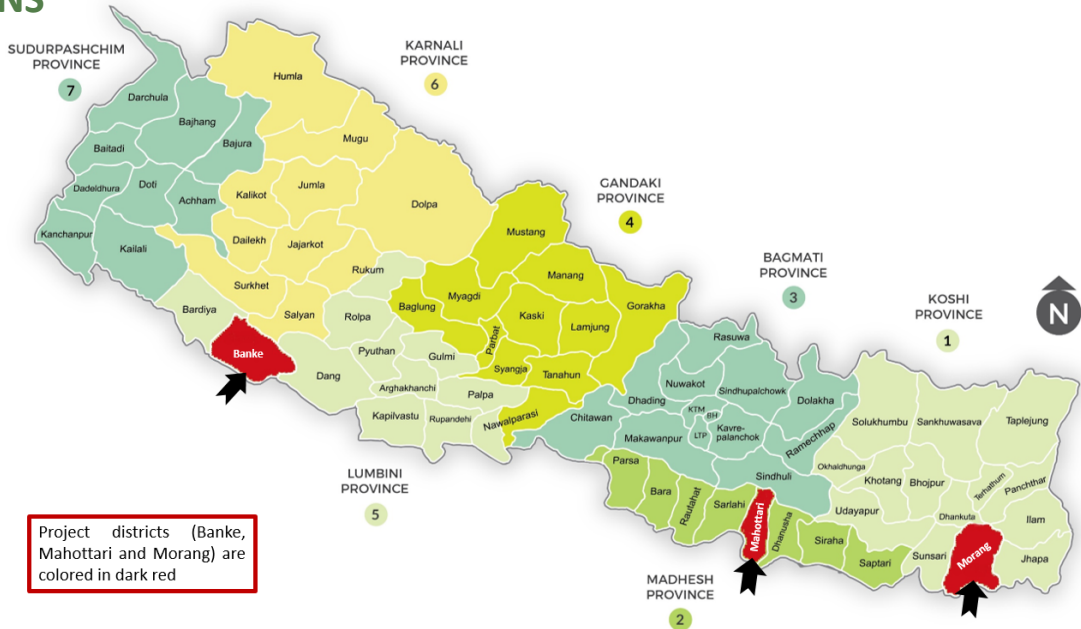 NS
SUDURPASHCHIM
PROVINCE
7
KARNALI
PROVINCE
6
GANDAKI
PROVINCE
4
BAGMATI
PROVINCE
3
KOSHI
PROVINCE
1
N
LUMBINI
PROVINCE
5
MADHESH
PROVINCE
2
Darchula
Bajhang
Bajura
Baitadi
Dadeldhura
Doti
Achham
Kanchanpur
Kailali
Humla
Mugu
Jumla
Kalikot
Dolpa
Dailekh
Jajarkot
Rukum
Surkhet
Salyan
Mustang
Manang
Myagdi
Baglung
Kaski
Lamjung
Gorakha
Parbat
Syangja
Tanahun
Nawalparasi
Bardiya
Banke
Rolpa
Pyuthan
Gulmi
Dang
Arghakhanchi
Palpa
Kapilvastu
Rupandehi
Rasuwa
Nuwakot
Sindhupalchowk
Dhading
Dolakha
KTM
BH
LTP
Kavre-
palanchok
Ramechhap
Chitawan
Makawanpur
Sindhuli
Parsa
Bara
Rautahat
Sarlahi
Mahottari
Dhanusha
Siraha
Saptari
Solukhumbu
Sankhuwasava
Taplejung
Okhaldhunga
Khotang
Bhojpur
Terhathum
Panchthar
Udayapur
Dhankuta
Ilam
Sunsari
Morang
Jhapa
Project districts (Banke,
Mahottari and Morang) are
colored in dark red